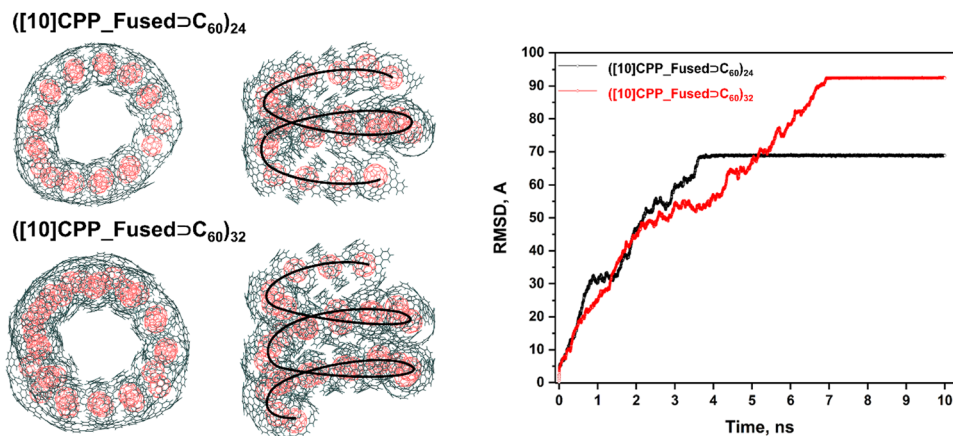 ([10]CPP_Fused⊃C₆₀)₂₄
([10]CPP_Fused⊃C₆₀)₃₂
100
90
80
70
60
50
40
30
20
10
0
RMSD, A
([10]CPP_Fused⊃C₆₀)₂₄
([10]CPP_Fused⊃C₆₀)₃₂
0 1 2 3 4 5 6 7 8 9 10
Time, ns